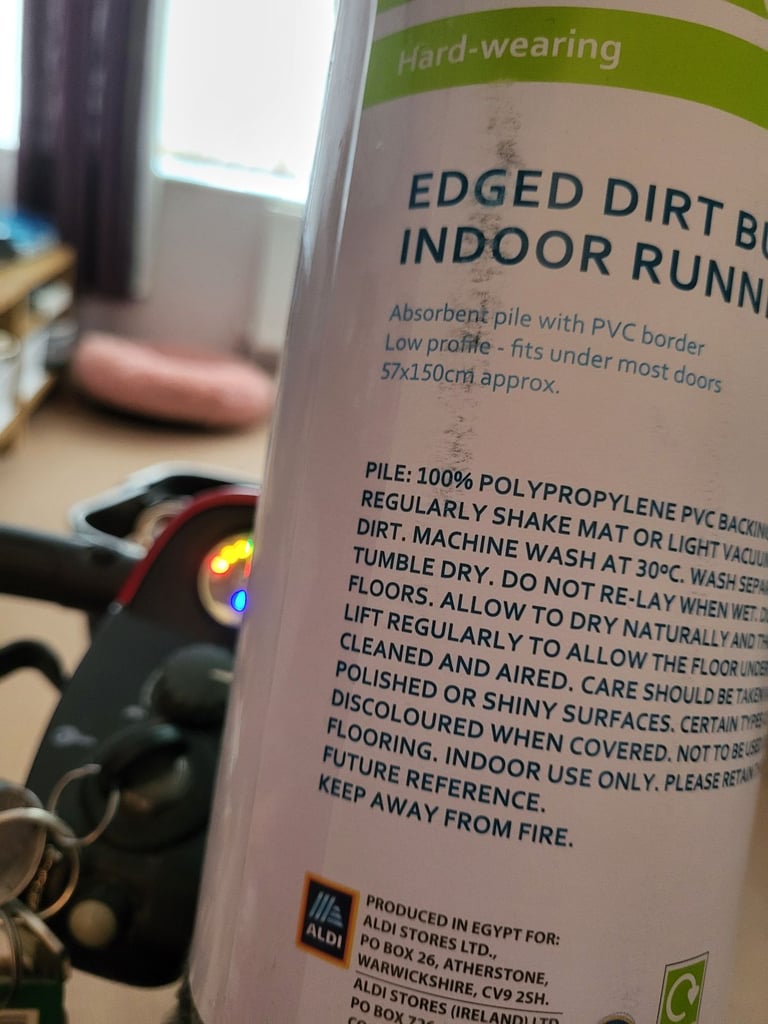 Hard-wearing
EDGED DIRT
INDOOR
Absorbent pile with PVC border
Low profile - fits under most doors
57x150cm approx.
PILE: 100% POLYPROPYLENE PVC BACKING
REGULARLY SHAKE MAT OR LIGHT VACUUM
DIRT. MACHINE WASH AT 30ºC. WASH
TUMBLE DRY. DO NOT RE-LAY WHEN WET.
FLOORS. ALLOW TO DRY NATURALLY AND
LIFT REGULARLY TO ALLOW THE FLOOR
CLEANED AND AIRED. CARE SHOULD BE TAKEN
POLISHED OR SHINY SURFACES. CERTAIN
DISCOLOURED WHEN COVERED. NOT TO BE USED
FLOORING. INDOOR USE ONLY. PLEASE RETAIN
FUTURE REFERENCE.
KEEP AWAY FROM FIRE.
ALDI
PRODUCED IN EGYPT FOR:
ALDI STORES LTD.,
PO BOX 26, ATHERSTONE,
WARWICKSHIRE, CV9 2SH.
ALDI STORES (IRELAND) LTD
PO BOX